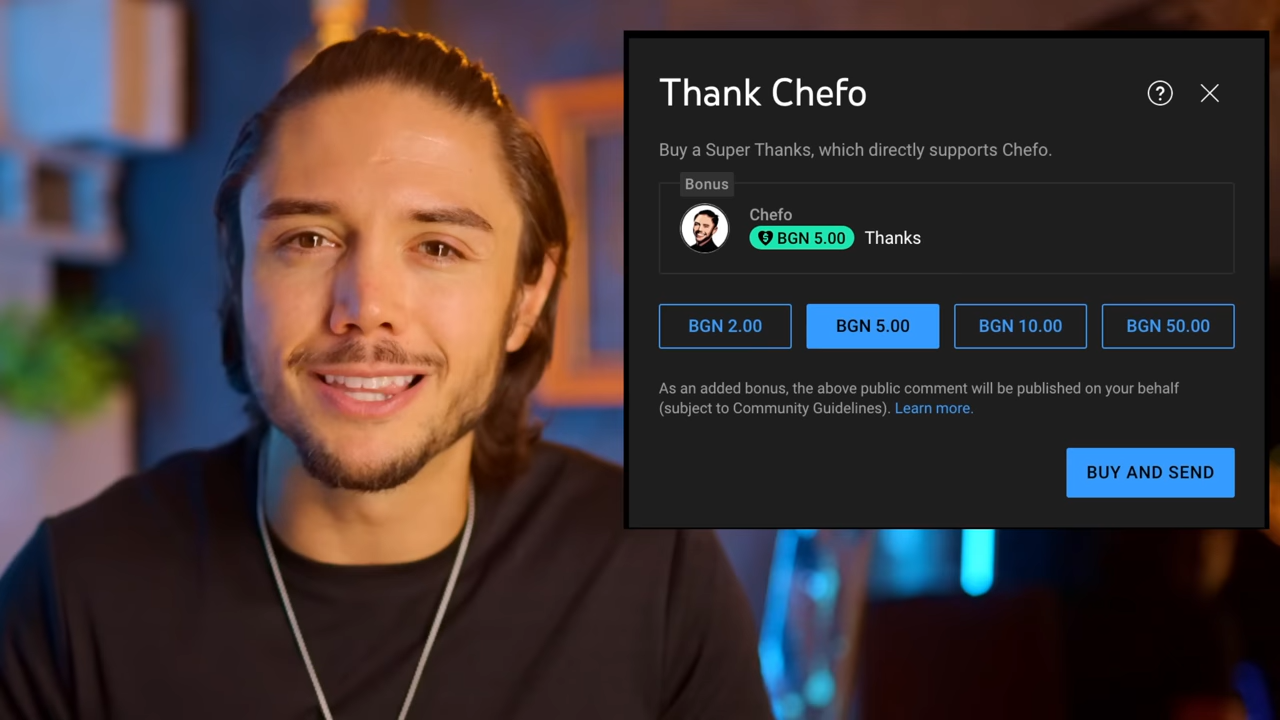 Thank Chefo
Buy a Super Thanks, which directly supports Chefo.
Bonus
Chefo
BGN 5.00 Thanks
BGN 2.00 BGN 5.00 BGN 10.00 BGN 50.00
As an added bonus, the above public comment will be published on your behalf
(subject to Community Guidelines). Learn more.
BUY AND SEND